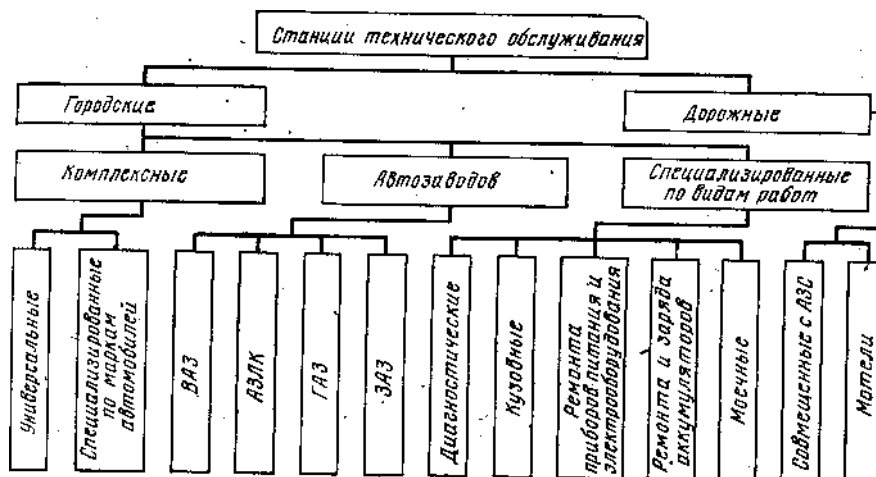 Станции технического обслуживания
Городские
Дорожные
Комплексные
Автозаводов
Специализированные
по видам работ
Универсальные
Специализированные
по маркам
автомобилей
ВАЗ
АЗЛК
ГАЗ
ЗАЗ
Диагностические
Кузовные
Ремонта
приборов питания и
электрооборудования
Ремонта и заряда
аккумуляторов
Моечные
Совмещенные с АЗС
Мотели